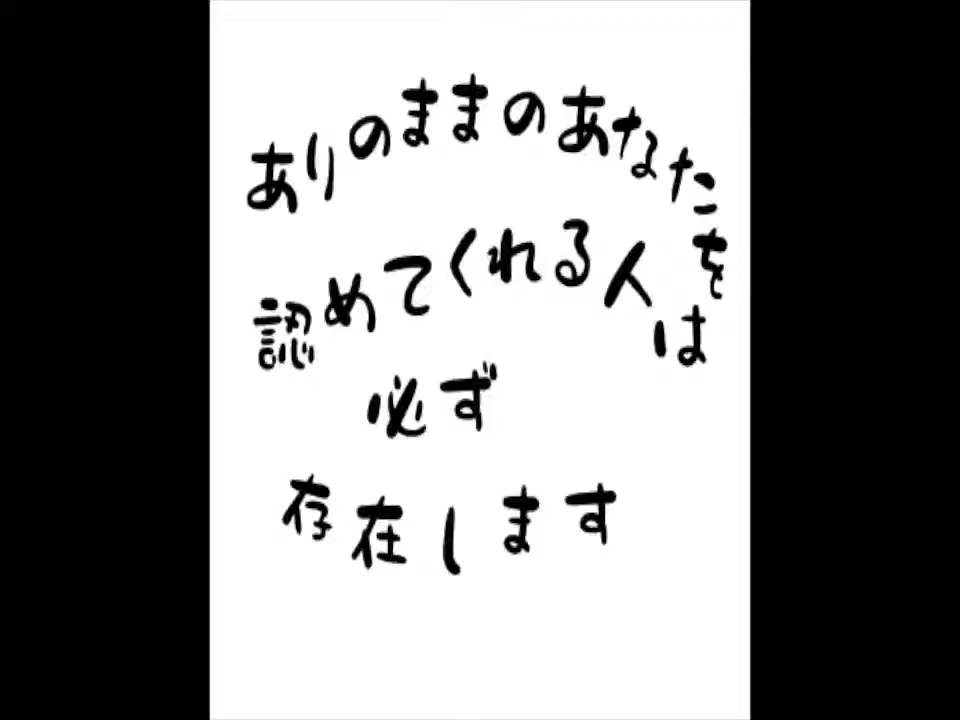 ありのままのあなたを
認めてくれる人は
必ず
存在します